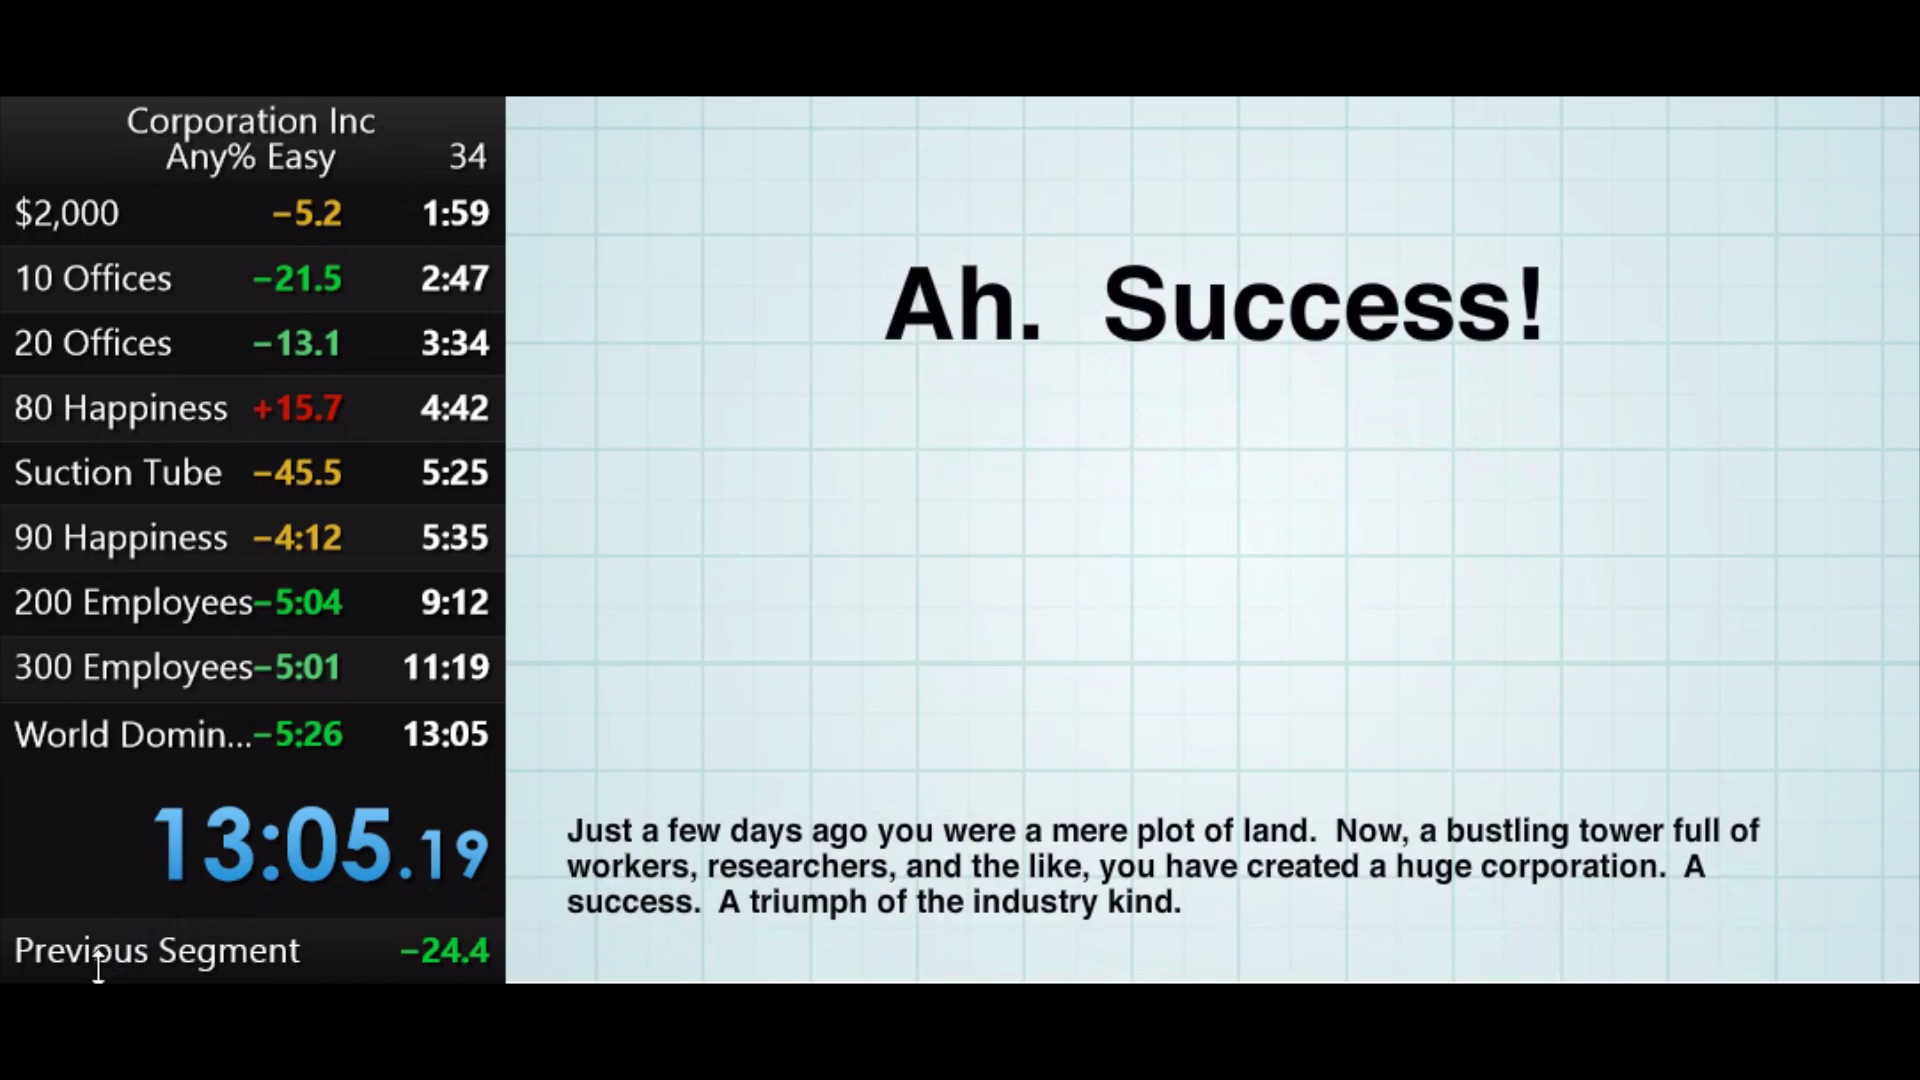 Corporation Inc
Any% Easy 34
$2,000 −5.2 1:59
10 Offices −21.5 2:47
20 Offices −13.1 3:34
80 Happiness +15.7 4:42
Suction Tube −45.5 5:25
90 Happiness −4:12 5:35
200 Employees −5:04 9:12
300 Employees −5:01 11:19
World Domin... −5:26 13:05
13:05.19
Previous Segment −24.4
Ah.  Success!
Just a few days ago you were a mere plot of land.  Now, a bustling tower full of
workers, researchers, and the like, you have created a huge corporation.  A
success.  A triumph of the industry kind.